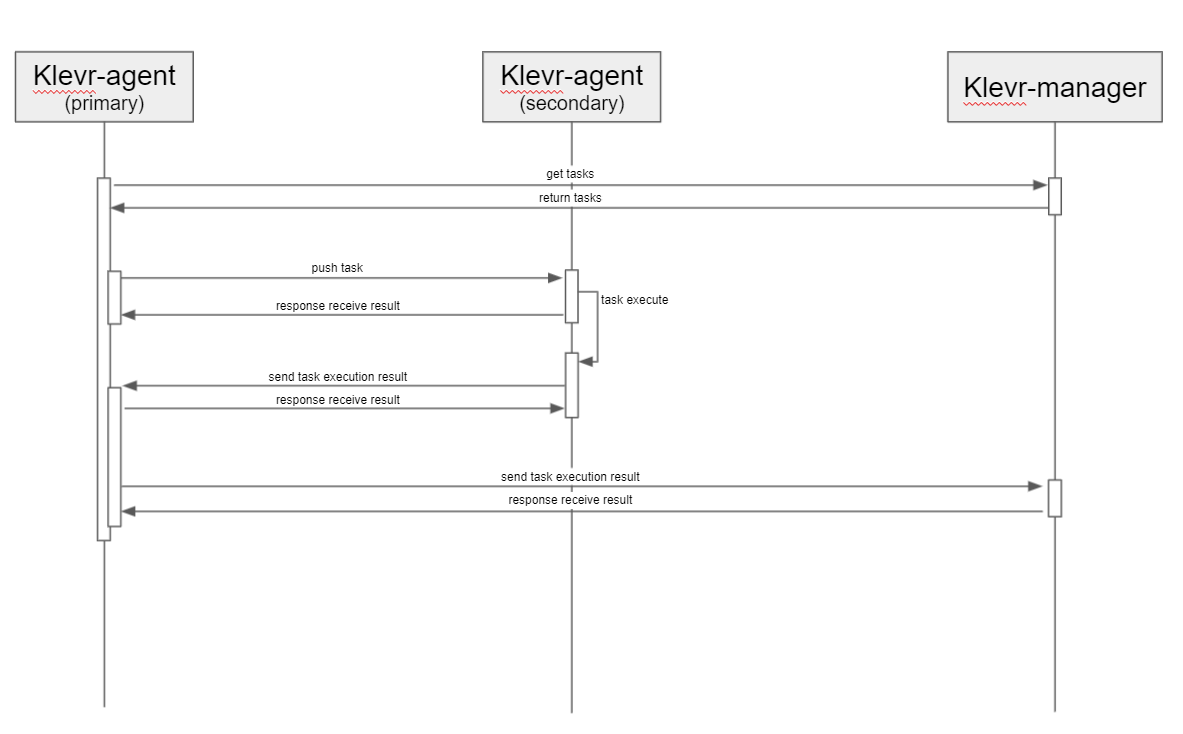 Klevr-agent
(primary)
Klevr-agent
(secondary)
Klevr-manager
get tasks
return tasks
push task
task execute
response receive result
send task execution result
response receive result
send task execution result
response receive result